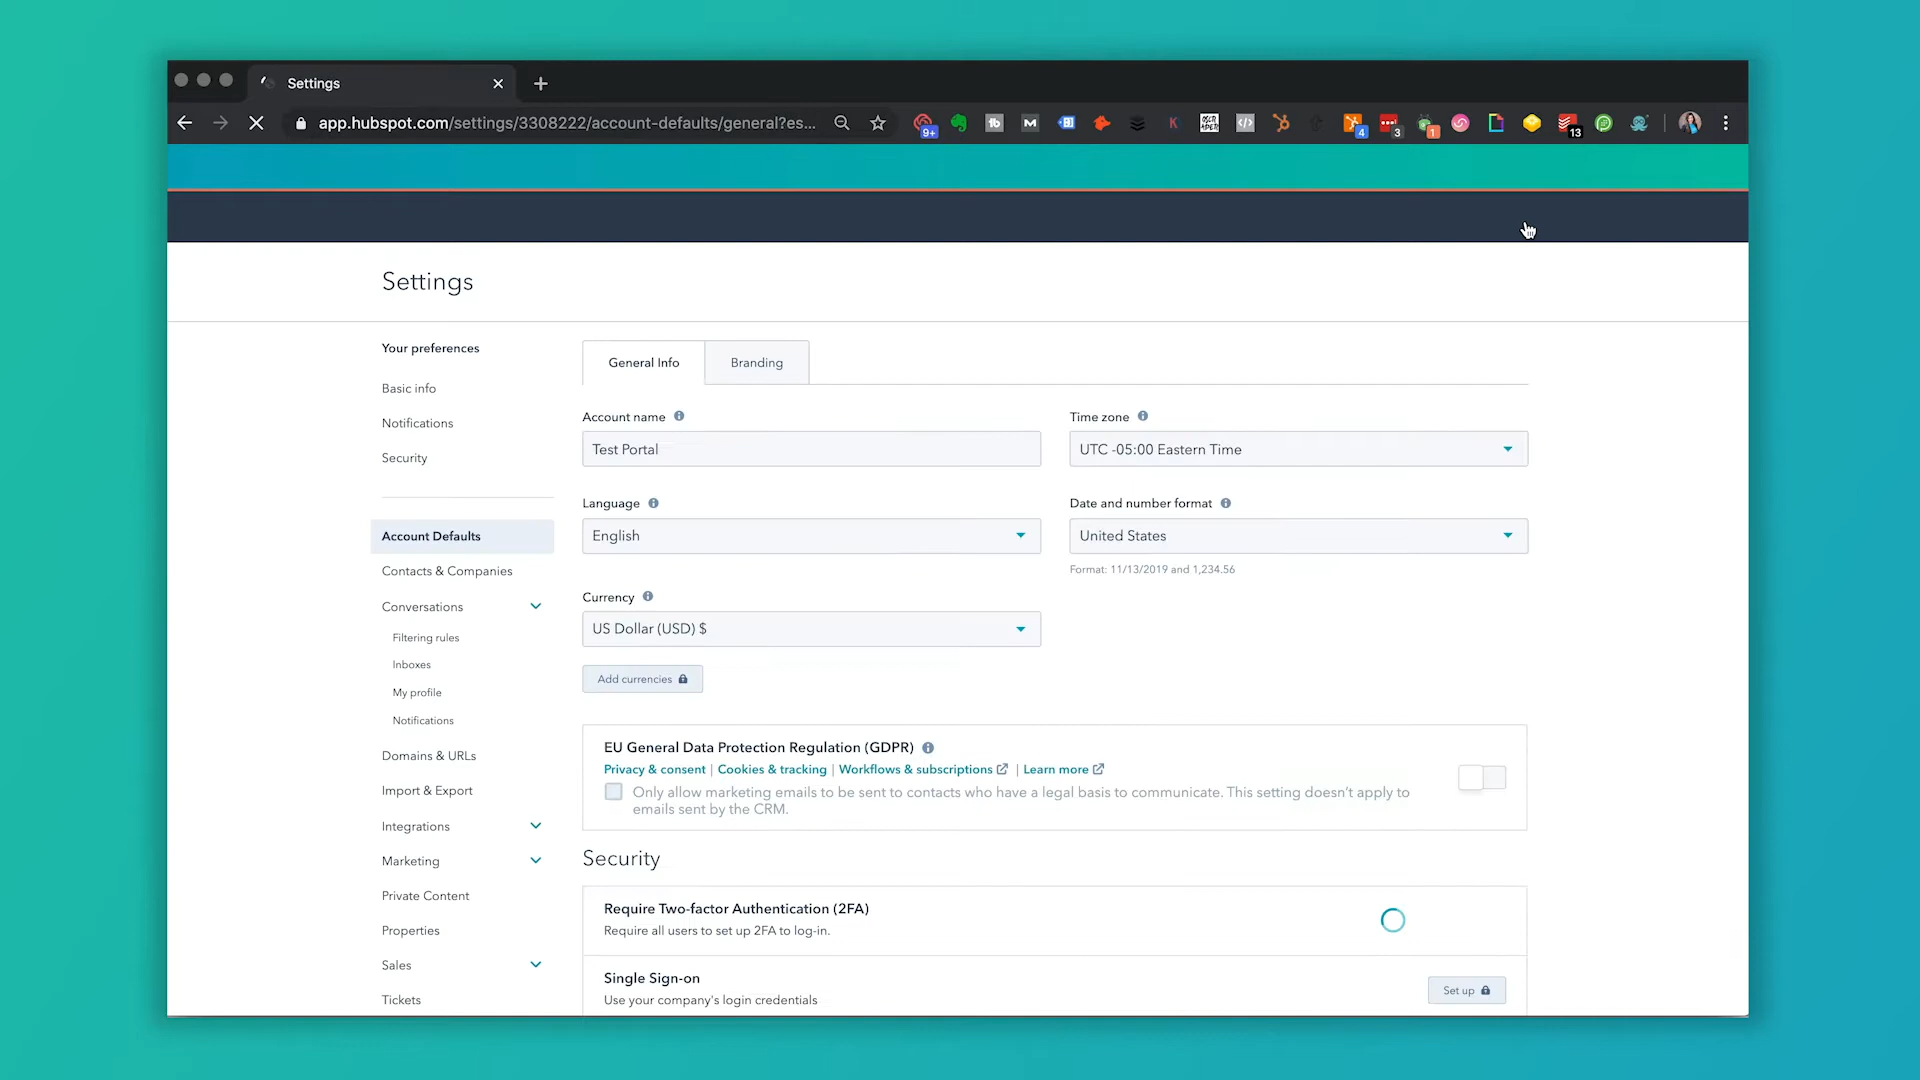 Settings
app.hubspot.com/settings/3308222/account-defaults/general?es...
9+
4
3
1
13
Settings
Your preferences
Basic info
Notifications
Security
Account Defaults
Contacts & Companies
Conversations
Filtering rules
Inboxes
My profile
Notifications
Domains & URLs
Import & Export
Integrations
Marketing
Private Content
Properties
Sales
Tickets
General Info
Branding
Account name
Test Portal
Time zone
UTC -05:00 Eastern Time
Language
English
Date and number format
United States
Format: 11/13/2019 and 1,234.56
Currency
US Dollar (USD) $
Add currencies
EU General Data Protection Regulation (GDPR)
Privacy & consent | Cookies & tracking | Workflows & subscriptions | Learn more
Only allow marketing emails to be sent to contacts who have a legal basis to communicate. This setting doesn't apply to
emails sent by the CRM.
Security
Require Two-factor Authentication (2FA)
Require all users to set up 2FA to log-in.
Single Sign-on
Use your company's login credentials
Set up